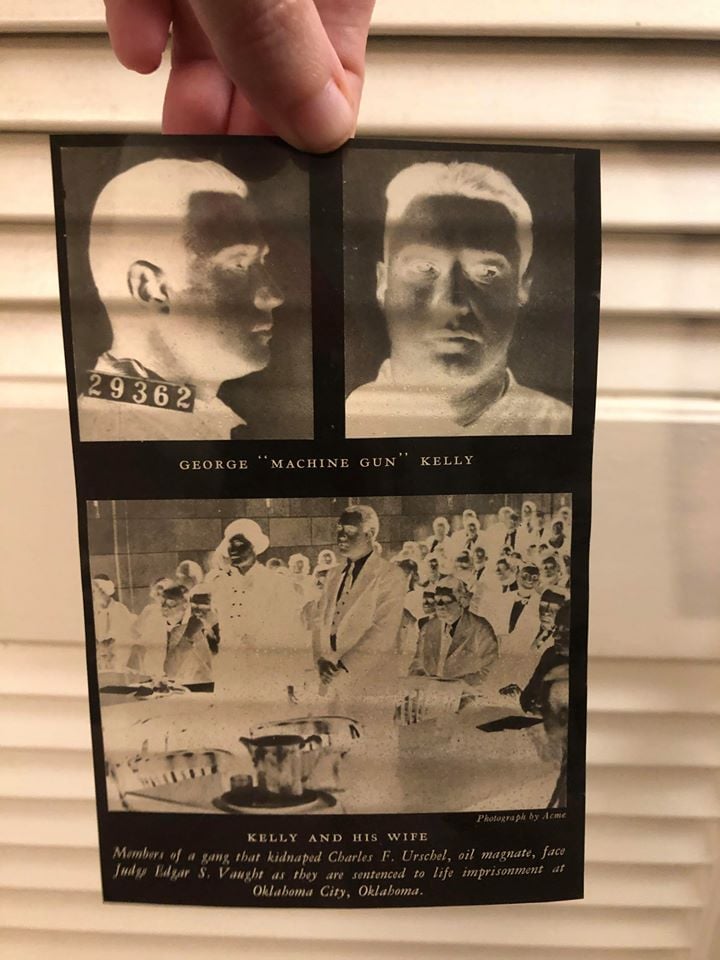 29362
GEORGE "MACHINE GUN" KELLY
Photograph by Acme
KELLY AND HIS WIFE
Members of a gang that kidnaped Charles F. Urschel, oil magnate, face
Judge Edgar S. Vaught as they are sentenced to life imprisonment at
Oklahoma City, Oklahoma.